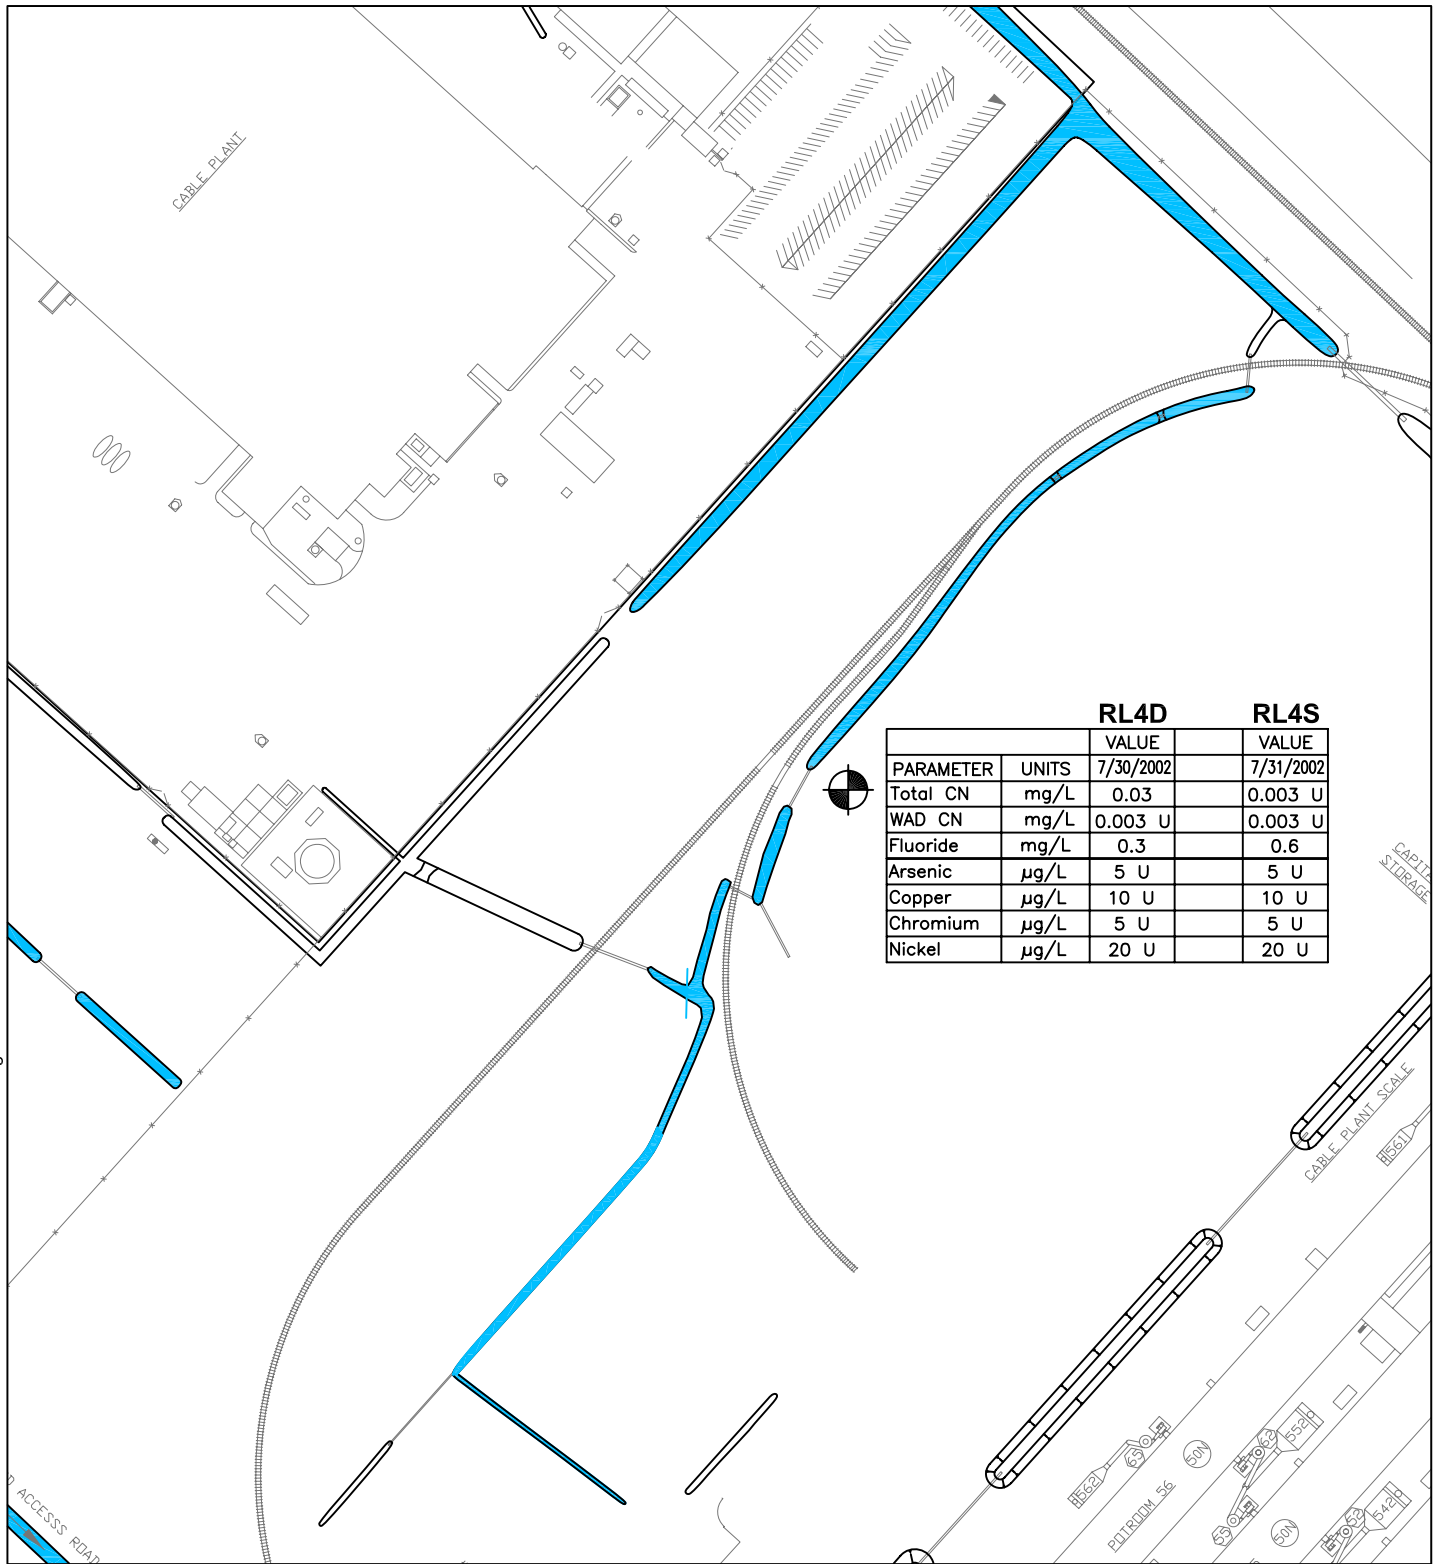 CABLE PLANT
RL4D RL4S
VALUE VALUE
PARAMETER UNITS 7/30/2002 7/31/2002
Total CN mg/L 0.03 0.003 U
WAD CN mg/L 0.003 U 0.003 U
Fluoride mg/L 0.3 0.6
Arsenic µg/L 5 U 5 U
Copper µg/L 10 U 10 U
Chromium µg/L 5 U 5 U
Nickel µg/L 20 U 20 U
STORAGE
CABLE PLANT SCALE
561
562
65
50N
62
552
POTROOM 56
55
50N
52
542
ACCESSS ROAD